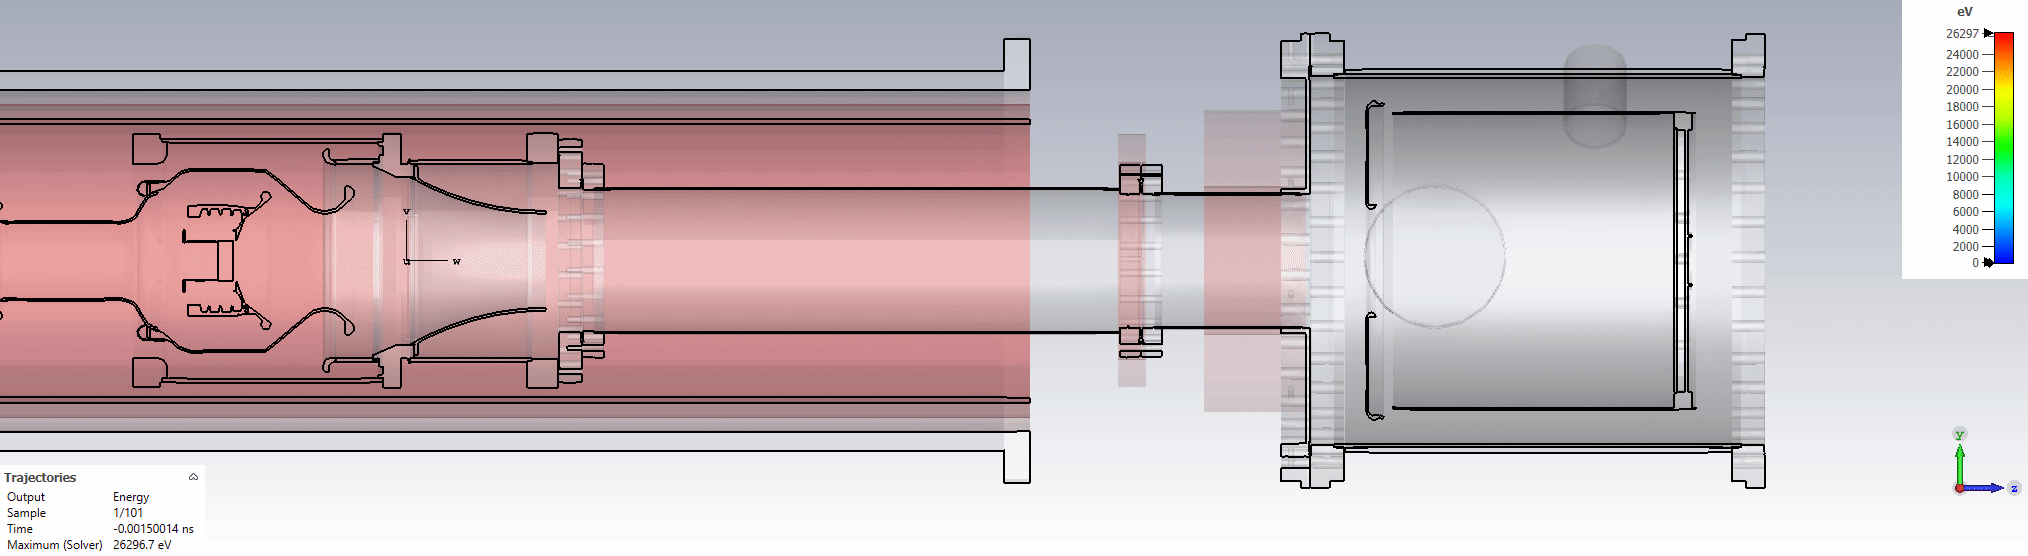 eV
26297
24000
22000
20000
18000
16000
14000
12000
10000
8000
6000
4000
2000
0
v
u w
Y
z
Trajectories
Output Energy
Sample 1/101
Time -0.00150014 ns
Maximum (Solver) 26296.7 eV